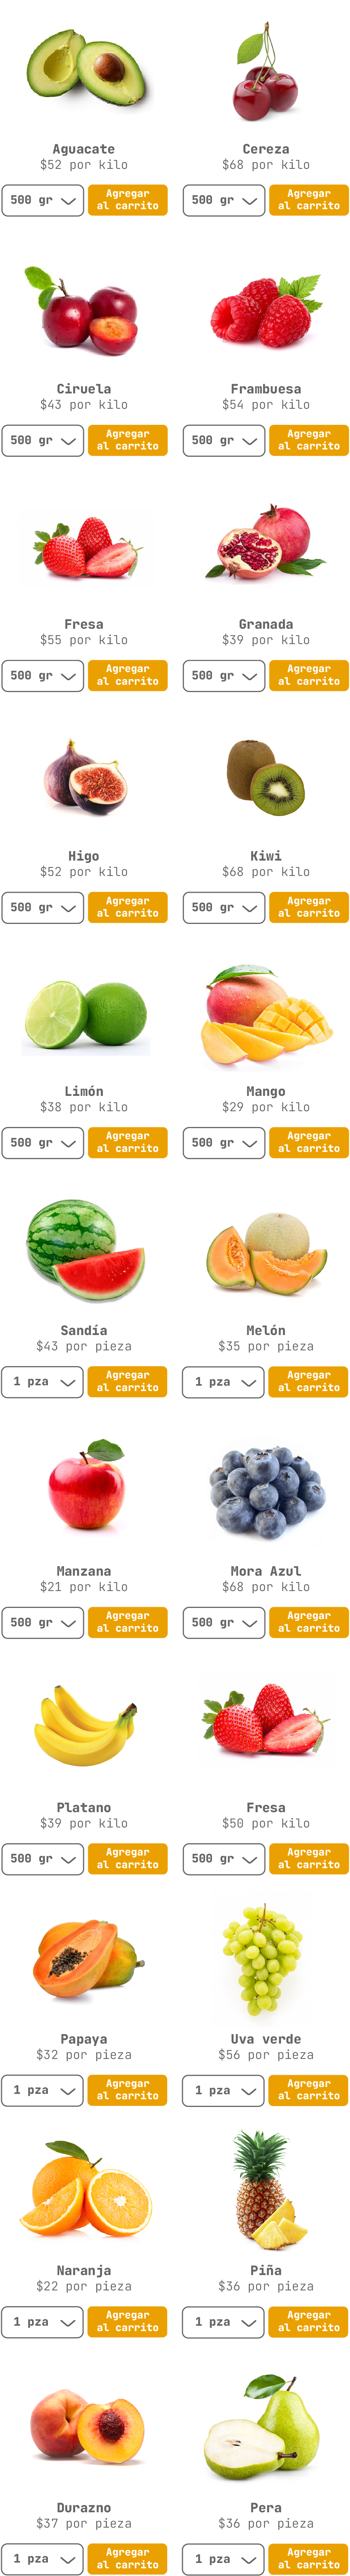 Aguacate
$52 por kilo
500 gr
Agregar
al carrito
Cereza
$68 por kilo
500 gr
Agregar
al carrito
Ciruela
$43 por kilo
500 gr
Agregar
al carrito
Frambuesa
$54 por kilo
500 gr
Agregar
al carrito
Fresa
$55 por kilo
500 gr
Agregar
al carrito
Granada
$39 por kilo
500 gr
Agregar
al carrito
Higo
$52 por kilo
500 gr
Agregar
al carrito
Kiwi
$68 por kilo
500 gr
Agregar
al carrito
Limón
$38 por kilo
500 gr
Agregar
al carrito
Mango
$29 por kilo
500 gr
Agregar
al carrito
Sandía
$43 por pieza
1 pza
Agregar
al carrito
Melón
$35 por pieza
1 pza
Agregar
al carrito
Manzana
$21 por kilo
500 gr
Agregar
al carrito
Mora Azul
$68 por kilo
500 gr
Agregar
al carrito
Platano
$39 por kilo
500 gr
Agregar
al carrito
Fresa
$50 por kilo
500 gr
Agregar
al carrito
Papaya
$32 por pieza
1 pza
Agregar
al carrito
Uva verde
$56 por pieza
1 pza
Agregar
al carrito
Naranja
$22 por pieza
1 pza
Agregar
al carrito
Piña
$36 por pieza
1 pza
Agregar
al carrito
Durazno
$37 por pieza
1 pza
Agregar
al carrito
Pera
$36 por pieza
1 pza
Agregar
al carrito